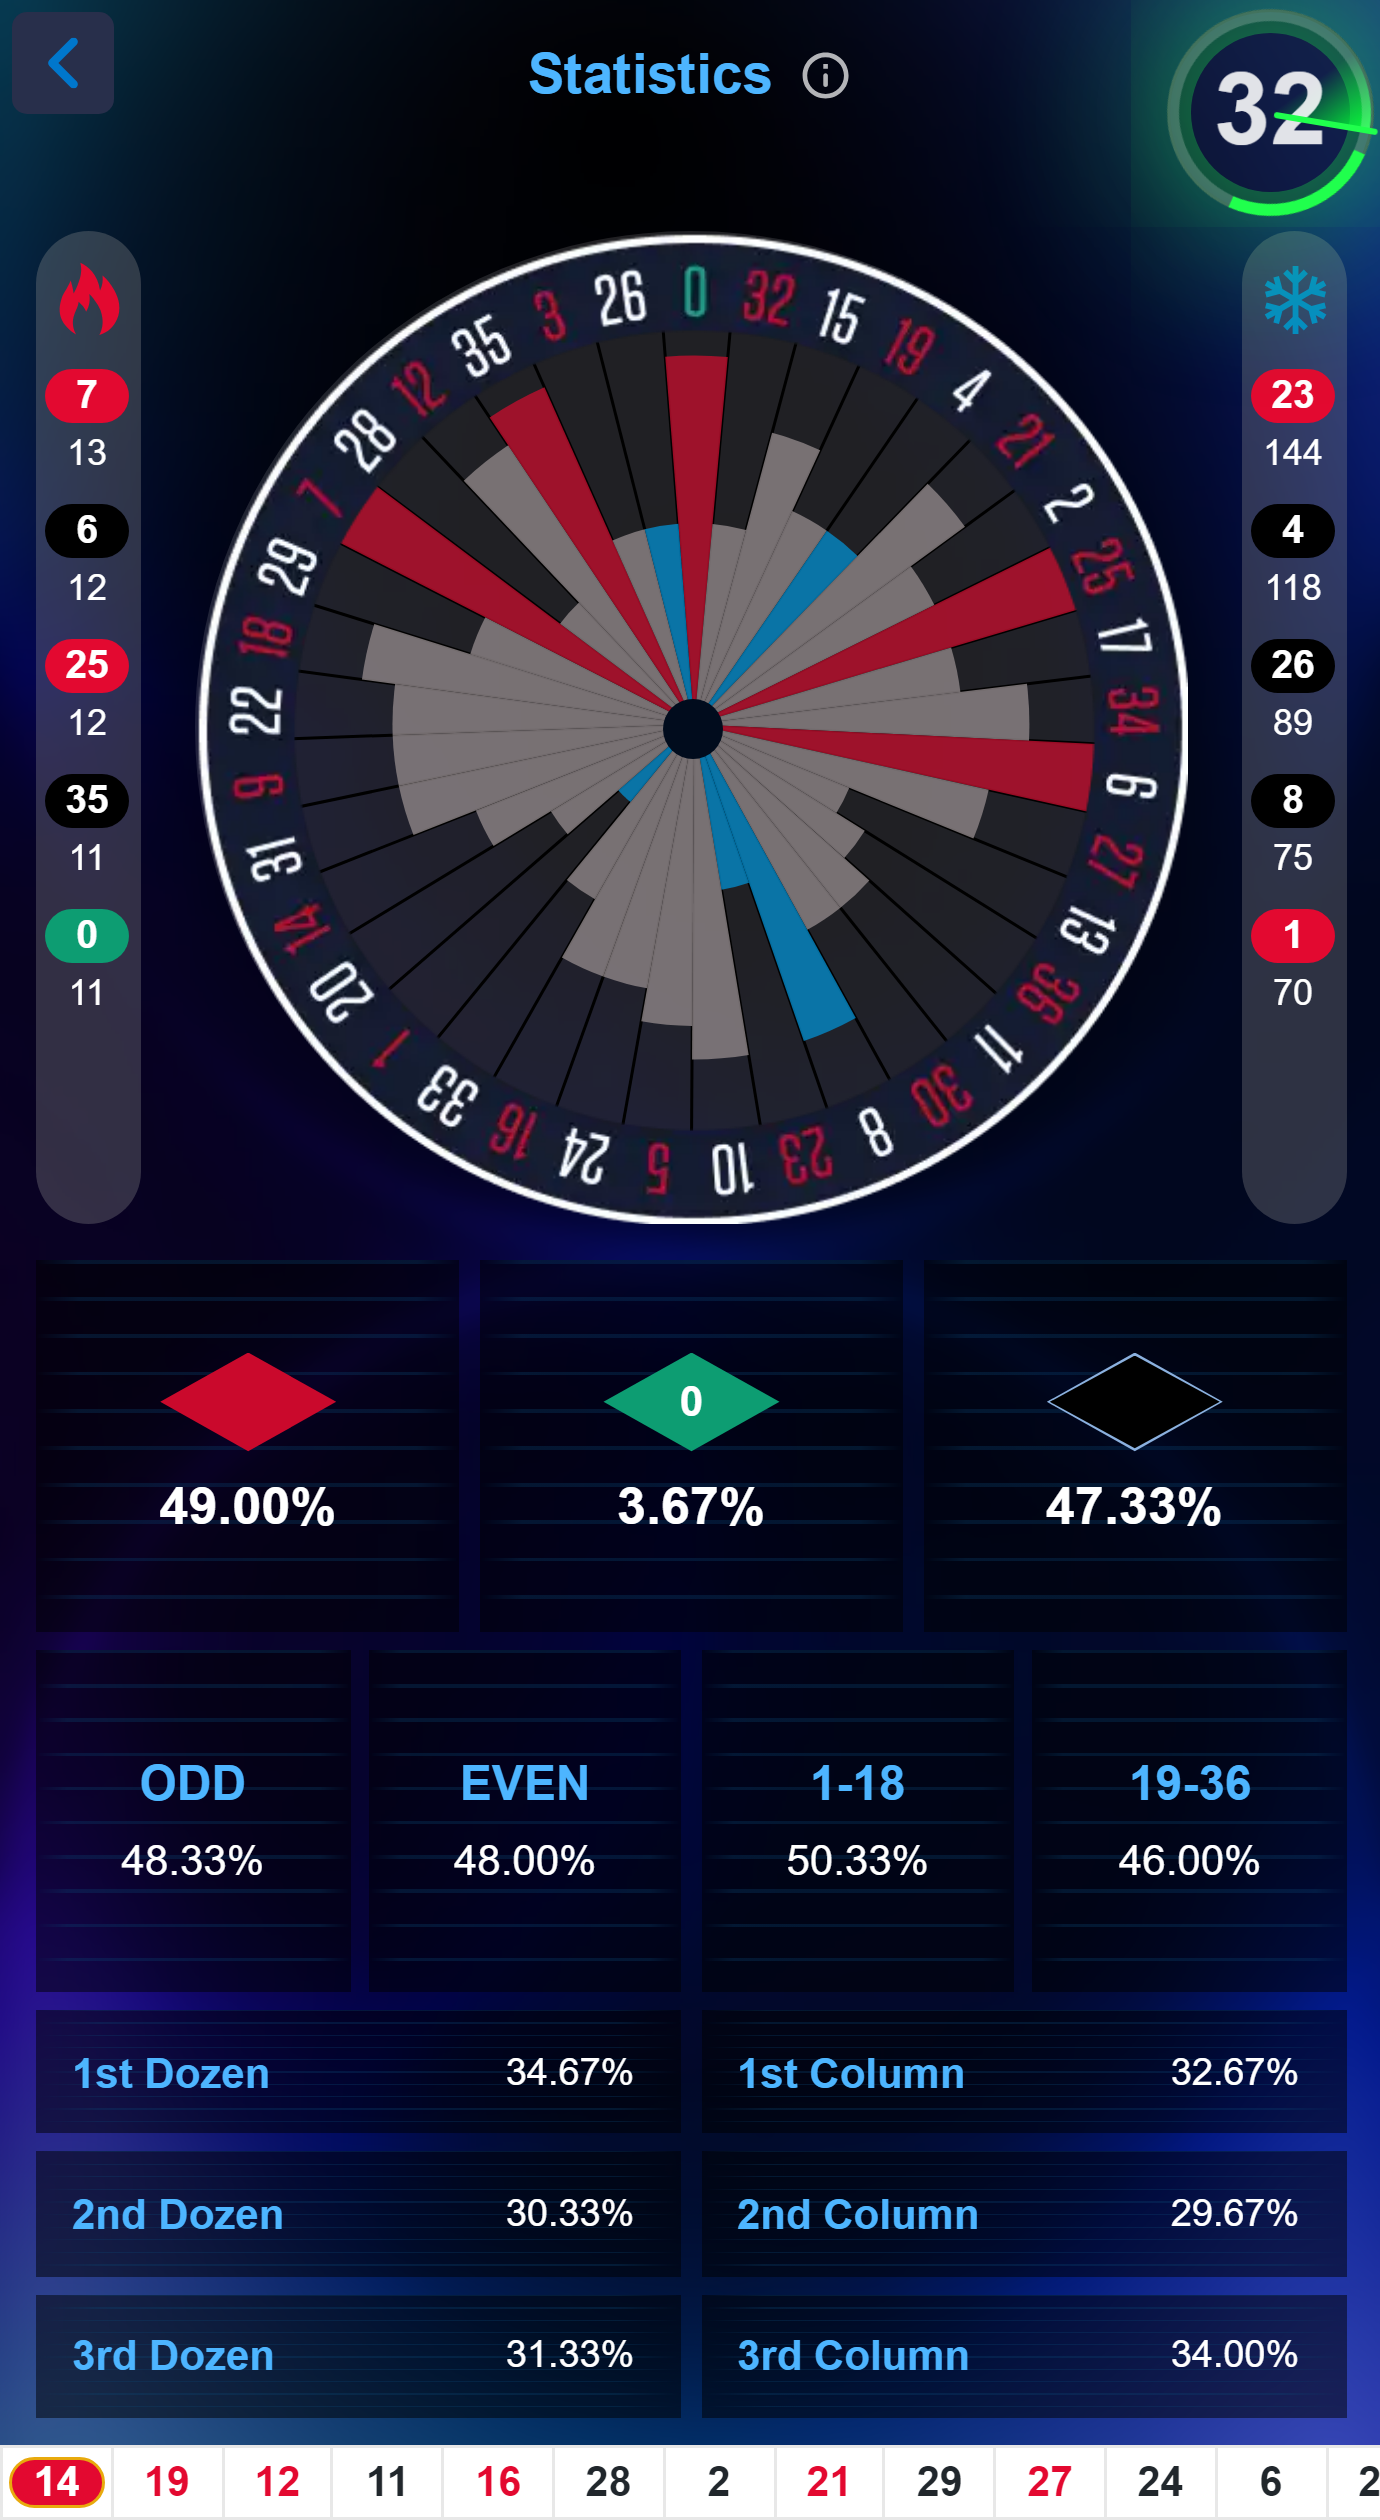 Statistics
32
0 32 15 19 4 21 2 25 17 34 6 27 13 36 11 30 8 23 10 5 24 16 33 1 20 14 31 9 22 18 29 7 28 12 35 3 26
7
13
6
12
25
12
35
11
0
11
23
144
4
118
26
89
8
75
1
70
0
49.00% 3.67% 47.33%
ODD EVEN 1-18 19-36
48.33% 48.00% 50.33% 46.00%
1st Dozen 34.67% 1st Column 32.67%
2nd Dozen 30.33% 2nd Column 29.67%
3rd Dozen 31.33% 3rd Column 34.00%
14 19 12 11 16 28 2 21 29 27 24 6